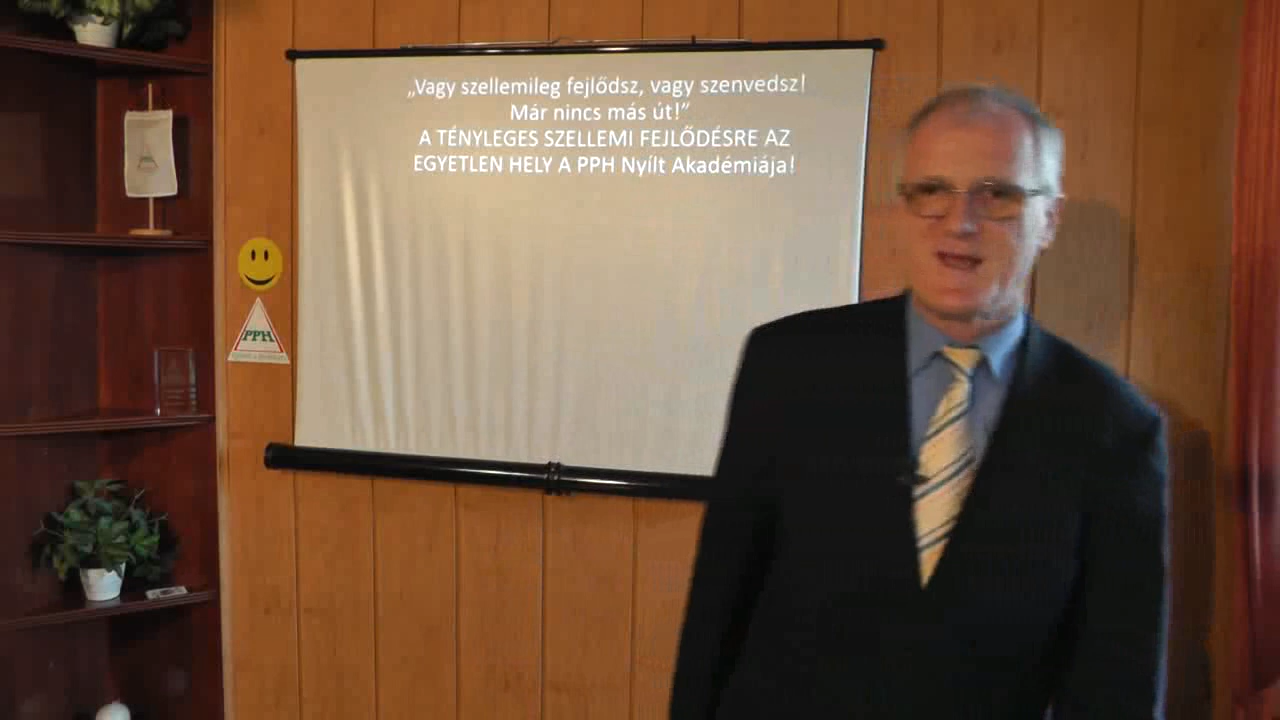 „Vagy szellemileg fejlődsz, vagy szenvedsz!
Már nincs más út!”
A TÉNYLEGES SZELLEMI FEJLŐDÉSRE AZ
EGYETLEN HELY A PPH Nyílt Akadémiája!
PPH